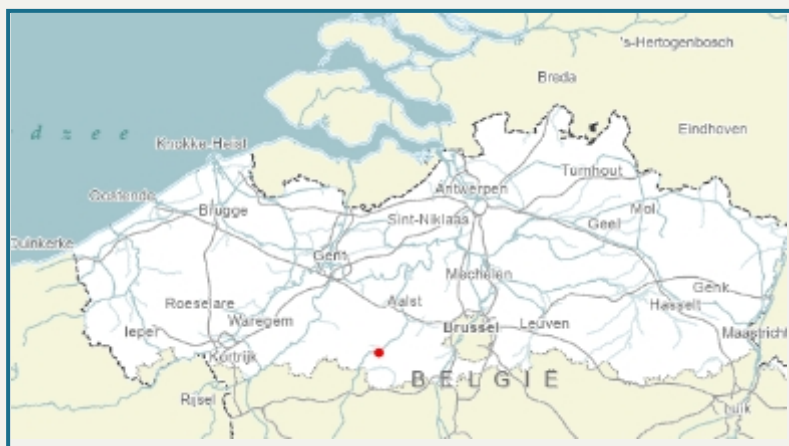 's-Hertogenbosch
Breda
Eindhoven
d z e e
Knokke-Heist
Turnhout
Antwerpen
Oostende
Brugge
Mol
Sint-Niklaas
Geel
Duinkerke
Gent
Mechelen
Genk
Roeselare
Aalst
Hasselt
Waregem
Brussel
Leuven
Ieper
Maastricht
Kortrijk
BELGIË
Rijsel
Luik